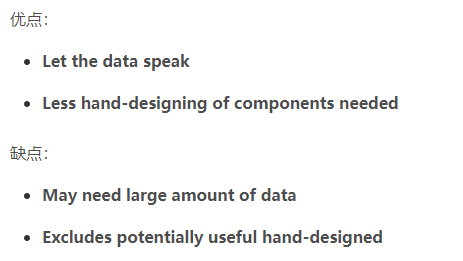 优点：
Let the data speak
Less hand-designing of components needed
缺点：
May need large amount of data
Excludes potentially useful hand-designed